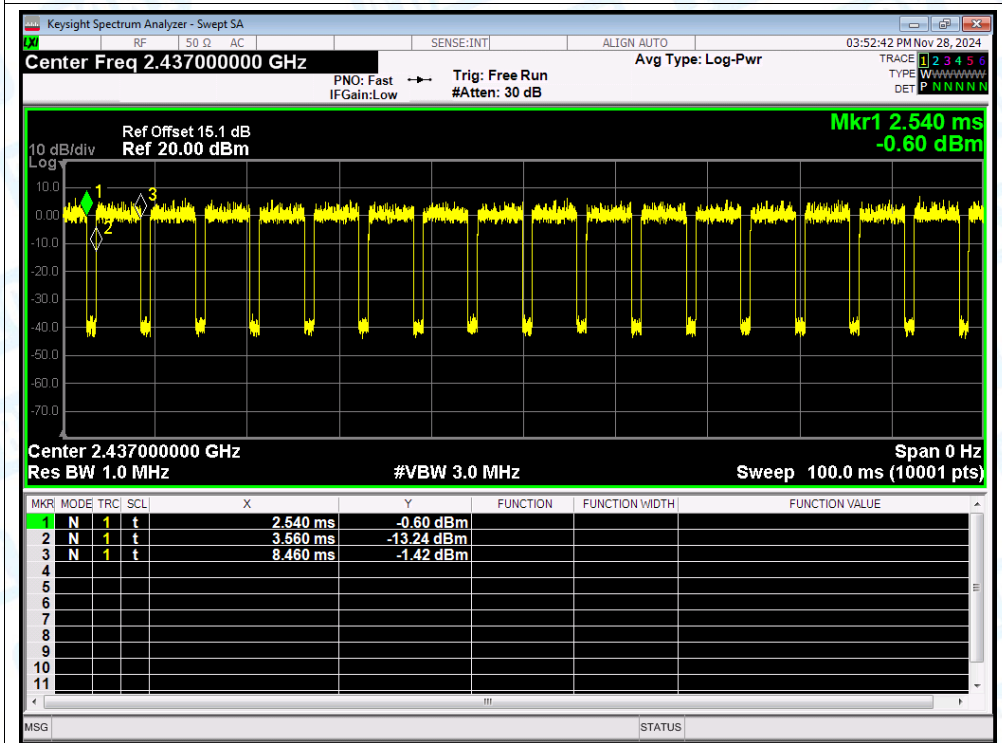 Keysight Spectrum Analyzer - Swept SA
LXI RF 50 Ω AC SENSE:INT ALIGN AUTO 03:52:42 PM Nov 28, 2024
Center Freq 2.437000000 GHz Avg Type: Log-Pwr TRACE 1 2 3 4 5 6
PNO: Fast Trig: Free Run TYPE WWWWWW
IFGain:Low #Atten: 30 dB DET P N N N N N
Mkr1 2.540 ms
Ref Offset 15.1 dB
10 dB/div Ref 20.00 dBm -0.60 dBm
Log
10.0
1 3
0.00
2
-10.0
-20.0
-30.0
-40.0
-50.0
-60.0
-70.0
Center 2.437000000 GHz Span 0 Hz
Res BW 1.0 MHz #VBW 3.0 MHz Sweep 100.0 ms (10001 pts)
MKR MODE TRC SCL X Y FUNCTION FUNCTION WIDTH FUNCTION VALUE
1 N 1 t 2.540 ms -0.60 dBm
2 N 1 t 3.560 ms -13.24 dBm
3 N 1 t 8.460 ms -1.42 dBm
4
5
6
7
8
9
10
11
MSG STATUS